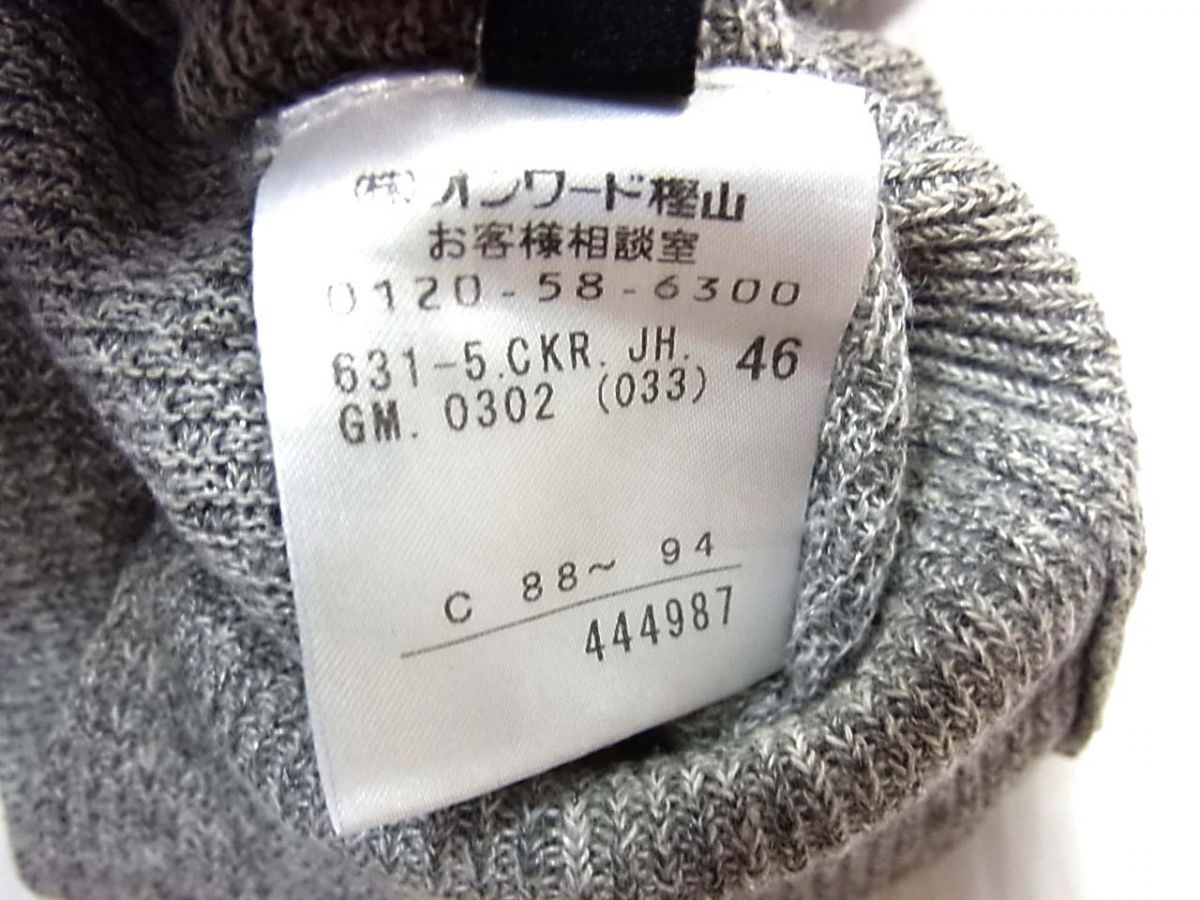 (株)オンワード樫山
お客様相談室
0120-58-6300
631-5.CKR. JH. 46
GM. 0302 (033)
C 88~ 94
444987